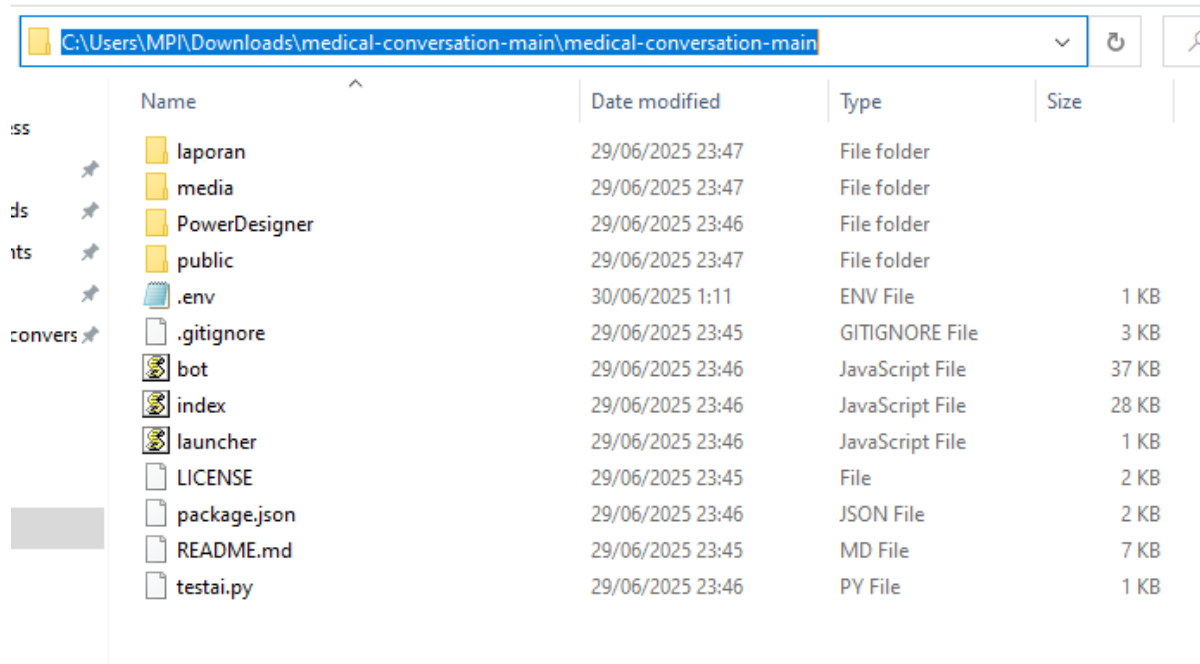 C:\Users\MPI\Downloads\medical-conversation-main\medical-conversation-main
Name Date modified Type Size
ess
laporan 29/06/2025 23:47 File folder
media 29/06/2025 23:47 File folder
ds
PowerDesigner 29/06/2025 23:46 File folder
nts
public 29/06/2025 23:47 File folder
.env 30/06/2025 1:11 ENV File 1 KB
convers
.gitignore 29/06/2025 23:45 GITIGNORE File 3 KB
bot 29/06/2025 23:46 JavaScript File 37 KB
index 29/06/2025 23:46 JavaScript File 28 KB
launcher 29/06/2025 23:46 JavaScript File 1 KB
LICENSE 29/06/2025 23:45 File 2 KB
package.json 29/06/2025 23:46 JSON File 2 KB
README.md 29/06/2025 23:45 MD File 7 KB
testai.py 29/06/2025 23:46 PY File 1 KB